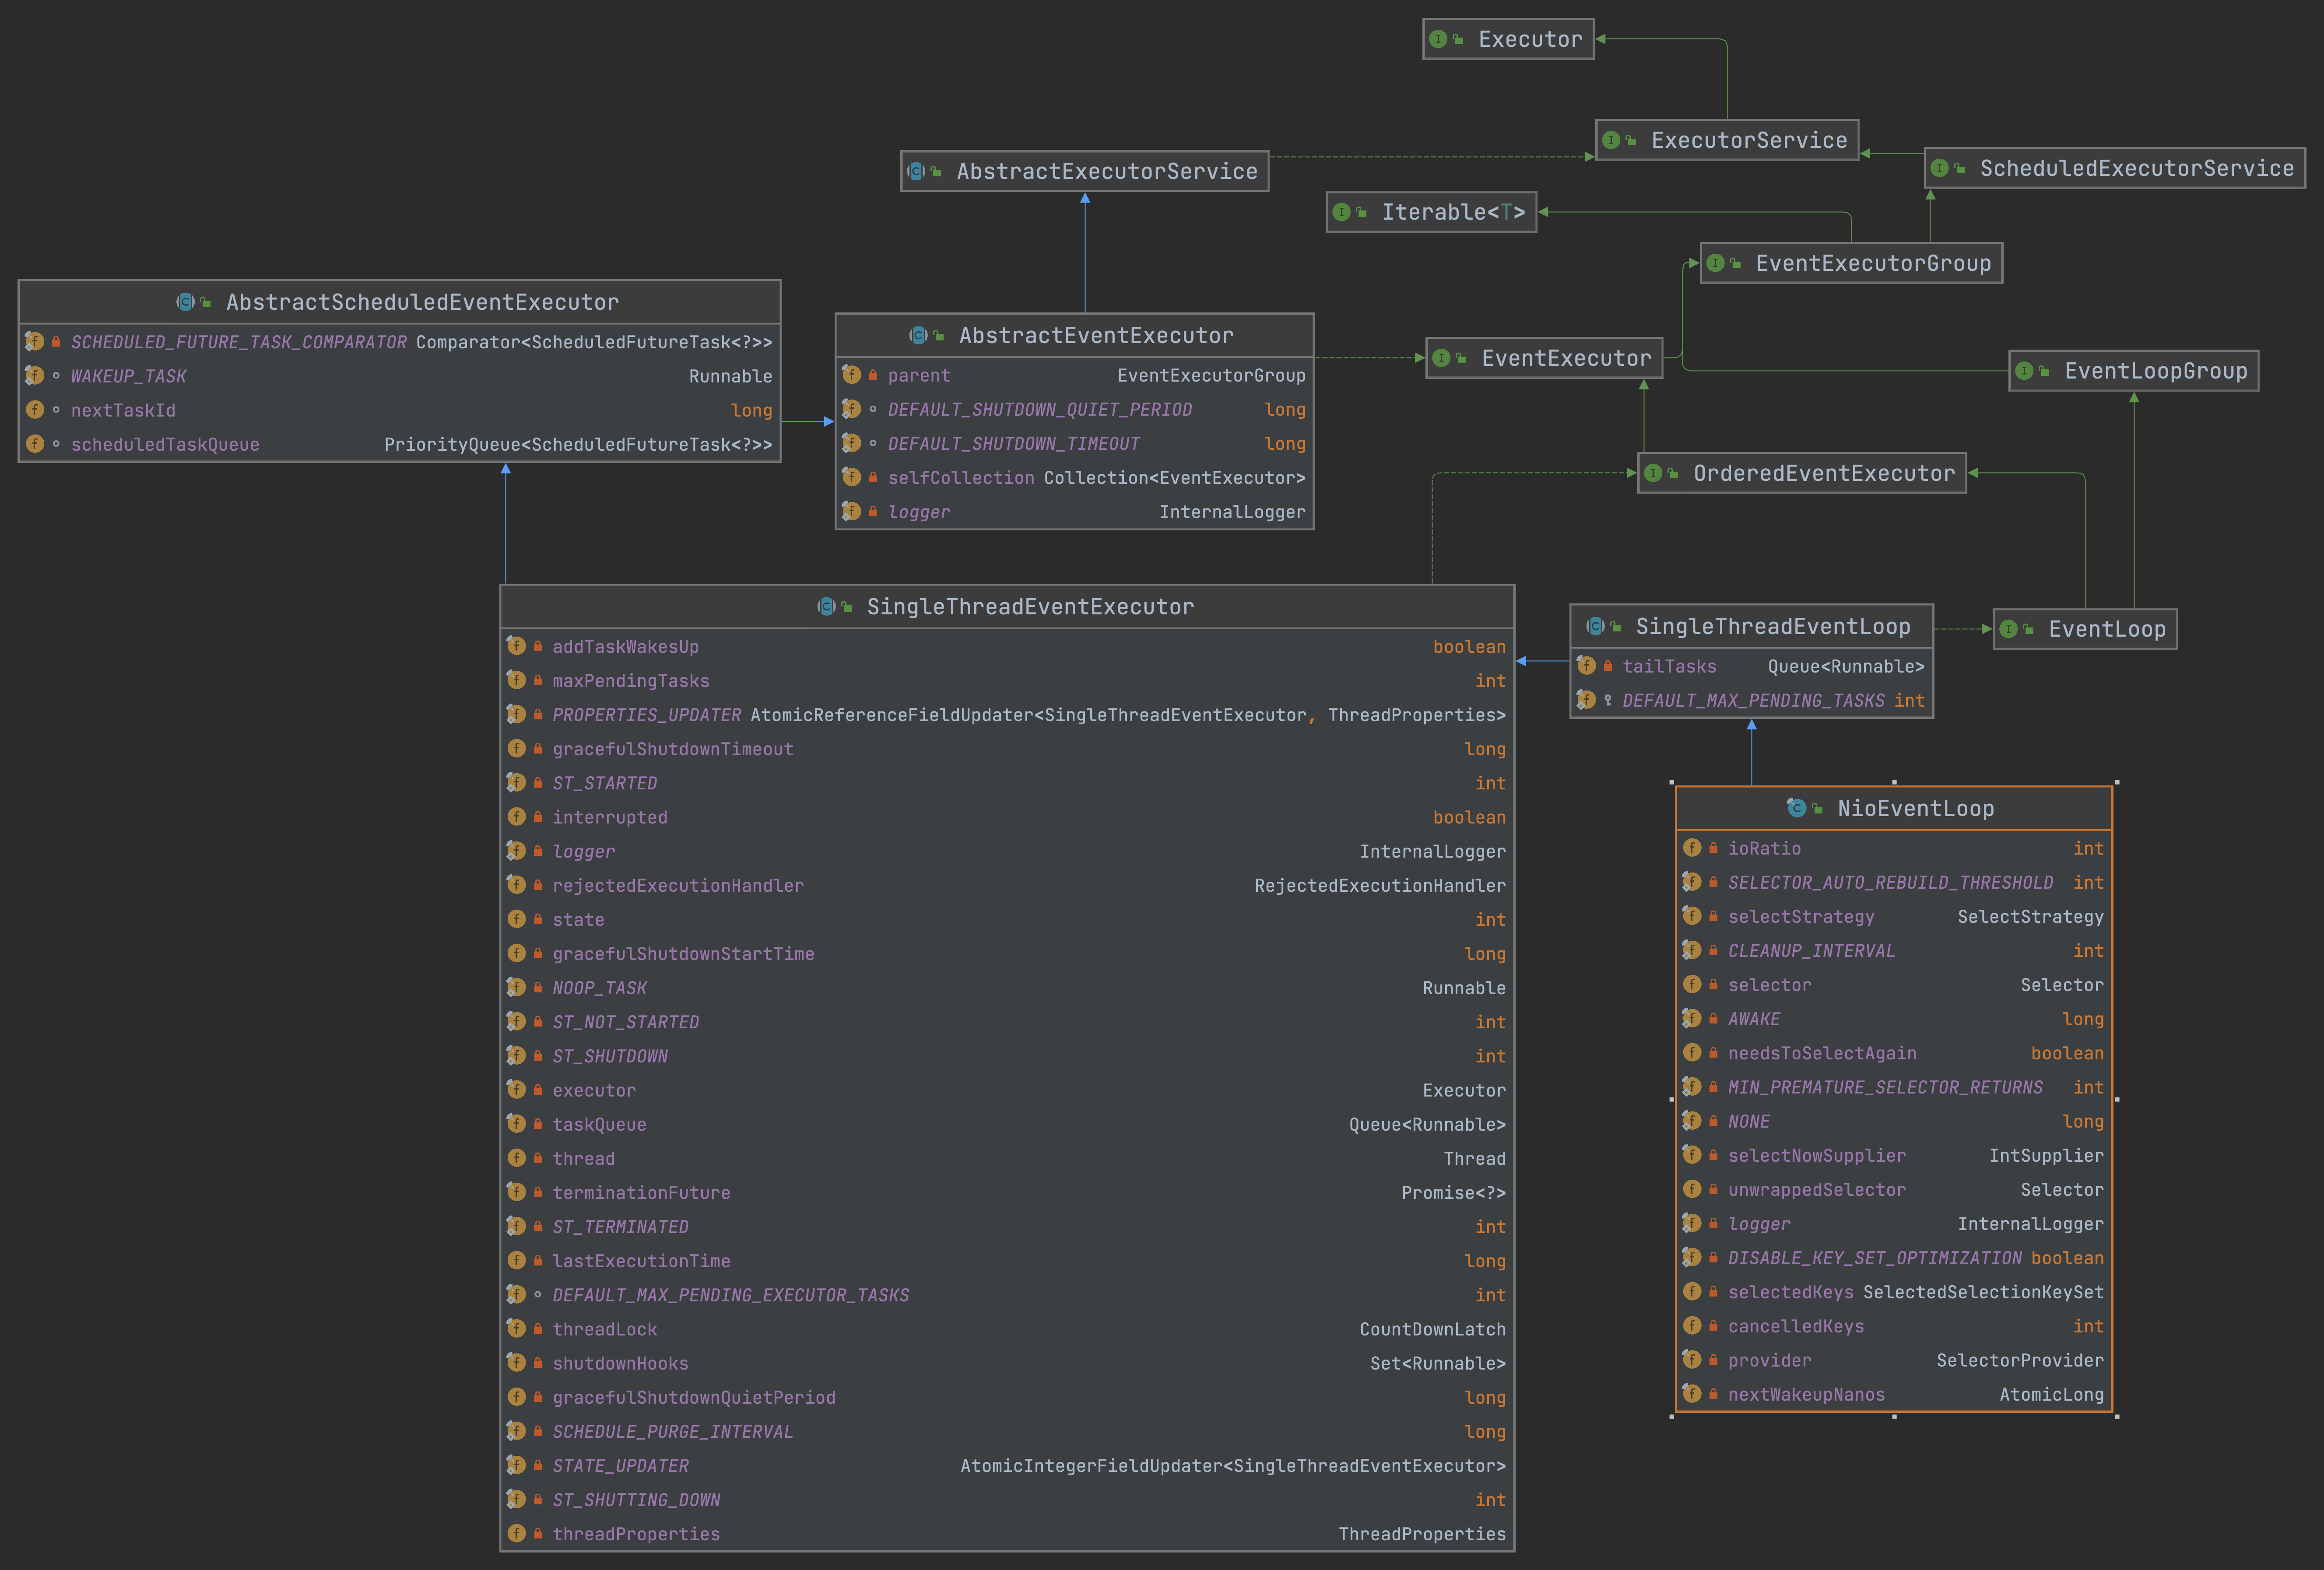 Executor
ExecutorService
AbstractExecutorService
ScheduledExecutorService
Iterable<T>
EventExecutorGroup
AbstractScheduledEventExecutor
SCHEDULED_FUTURE_TASK_COMPARATOR Comparator<ScheduledFutureTask<?>>
WAKEUP_TASK Runnable
nextTaskId long
scheduledTaskQueue PriorityQueue<ScheduledFutureTask<?>>
AbstractEventExecutor
parent EventExecutorGroup
DEFAULT_SHUTDOWN_QUIET_PERIOD long
DEFAULT_SHUTDOWN_TIMEOUT long
selfCollection Collection<EventExecutor>
logger InternalLogger
EventExecutor
EventLoopGroup
OrderedEventExecutor
SingleThreadEventExecutor
addTaskWakesUp boolean
maxPendingTasks int
PROPERTIES_UPDATER AtomicReferenceFieldUpdater<SingleThreadEventExecutor, ThreadProperties>
gracefulShutdownTimeout long
ST_STARTED int
interrupted boolean
logger InternalLogger
rejectedExecutionHandler RejectedExecutionHandler
state int
gracefulShutdownStartTime long
NOOP_TASK Runnable
ST_NOT_STARTED int
ST_SHUTDOWN int
executor Executor
taskQueue Queue<Runnable>
thread Thread
terminationFuture Promise<?>
ST_TERMINATED int
lastExecutionTime long
DEFAULT_MAX_PENDING_EXECUTOR_TASKS int
threadLock CountDownLatch
shutdownHooks Set<Runnable>
gracefulShutdownQuietPeriod long
SCHEDULE_PURGE_INTERVAL long
STATE_UPDATER AtomicIntegerFieldUpdater<SingleThreadEventExecutor>
ST_SHUTTING_DOWN int
threadProperties ThreadProperties
SingleThreadEventLoop
tailTasks Queue<Runnable>
DEFAULT_MAX_PENDING_TASKS int
EventLoop
NioEventLoop
ioRatio int
SELECTOR_AUTO_REBUILD_THRESHOLD int
selectStrategy SelectStrategy
CLEANUP_INTERVAL int
selector Selector
AWAKE long
needsToSelectAgain boolean
MIN_PREMATURE_SELECTOR_RETURNS int
NONE long
selectNowSupplier IntSupplier
unwrappedSelector Selector
logger InternalLogger
DISABLE_KEY_SET_OPTIMIZATION boolean
selectedKeys SelectedSelectionKeySet
cancelledKeys int
provider SelectorProvider
nextWakeupNanos AtomicLong